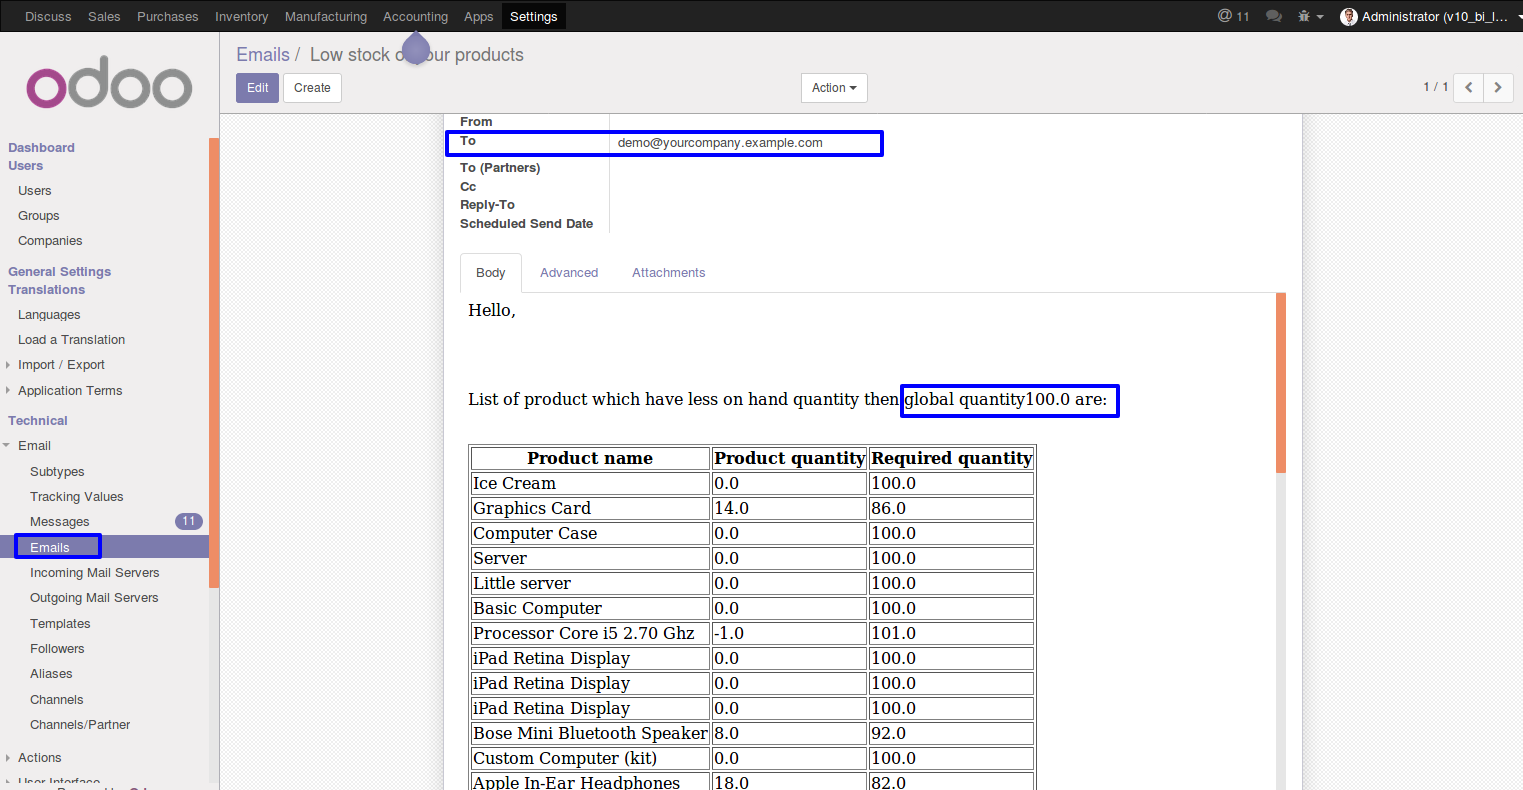 Discuss Sales Purchases Inventory Manufacturing Accounting Apps Settings @ 11 Administrator (v10_bi_l...
odoo
Emails / Low stock of your products
Edit Create Action 1 / 1
Dashboard
Users
Users
Groups
Companies
General Settings
Translations
Languages
Load a Translation
Import / Export
Application Terms
Technical
Email
Subtypes
Tracking Values
Messages 11
Emails
Incoming Mail Servers
Outgoing Mail Servers
Templates
Followers
Aliases
Channels
Channels/Partner
Actions
User Interface
From
To demo@yourcompany.example.com
To (Partners)
Cc
Reply-To
Scheduled Send Date
Body Advanced Attachments
Hello,
List of product which have less on hand quantity then global quantity100.0 are:
Product name Product quantity Required quantity
Ice Cream 0.0 100.0
Graphics Card 14.0 86.0
Computer Case 0.0 100.0
Server 0.0 100.0
Little server 0.0 100.0
Basic Computer 0.0 100.0
Processor Core i5 2.70 Ghz -1.0 101.0
iPad Retina Display 0.0 100.0
iPad Retina Display 0.0 100.0
iPad Retina Display 0.0 100.0
Bose Mini Bluetooth Speaker 8.0 92.0
Custom Computer (kit) 0.0 100.0
Apple In-Ear Headphones 18.0 82.0